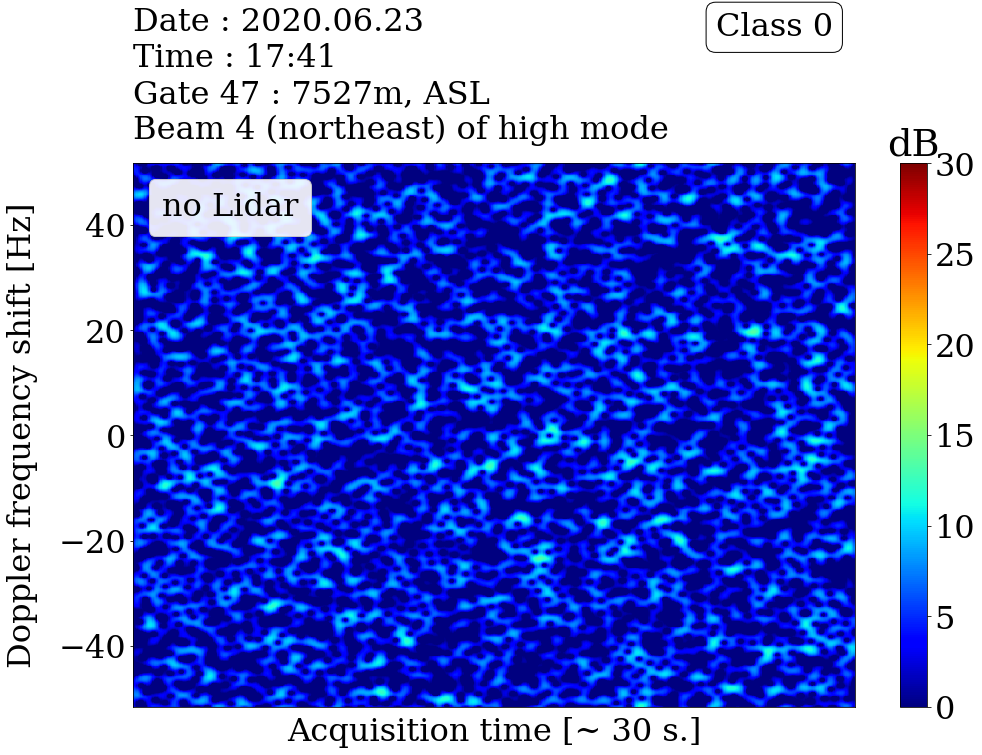 Date : 2020.06.23
Time : 17:41
Gate 47 : 7527m, ASL
Beam 4 (northeast) of high mode
Class 0
dB
no Lidar
Doppler frequency shift [Hz]
40
20
0
−20
−40
Acquisition time [~ 30 s.]
30
25
20
15
10
5
0